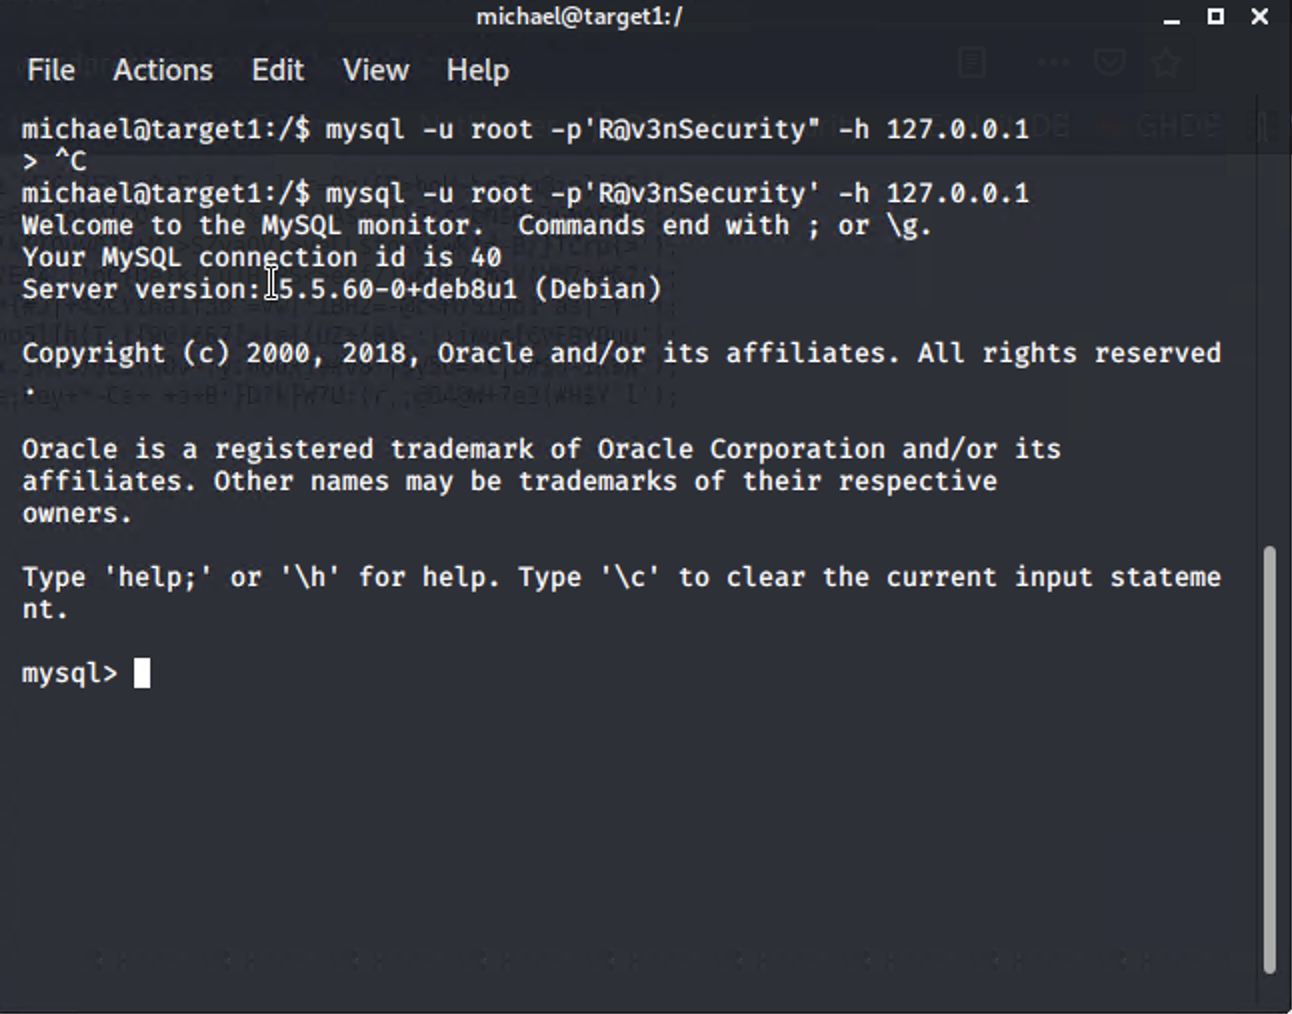 michael@target1:/
File Actions Edit View Help
michael@target1:/$ mysql -u root -p'R@v3nSecurity" -h 127.0.0.1
> ^C
michael@target1:/$ mysql -u root -p'R@v3nSecurity' -h 127.0.0.1
Welcome to the MySQL monitor.  Commands end with ; or \g.
Your MySQL connection id is 40
Server version: 5.5.60-0+deb8u1 (Debian)
Copyright (c) 2000, 2018, Oracle and/or its affiliates. All rights reserved
.
Oracle is a registered trademark of Oracle Corporation and/or its
affiliates. Other names may be trademarks of their respective
owners.
Type 'help;' or '\h' for help. Type '\c' to clear the current input stateme
nt.
mysql>